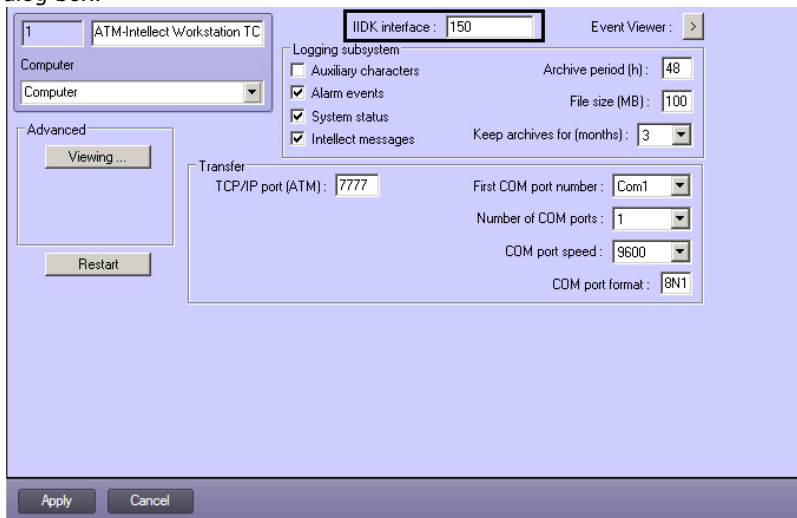 alog box.
1 ATM-Intellect Workstation TC
IIDK interface : 150
Event Viewer : >
Computer
Computer
Logging subsystem
Auxiliary characters
Alarm events
System status
Intellect messages
Archive period (h) : 48
File size (MB) : 100
Keep archives for (months) : 3
Advanced
Viewing ...
Restart
Transfer
TCP/IP port (ATM) : 7777
First COM port number : Com1
Number of COM ports : 1
COM port speed : 9600
COM port format : 8N1
Apply Cancel